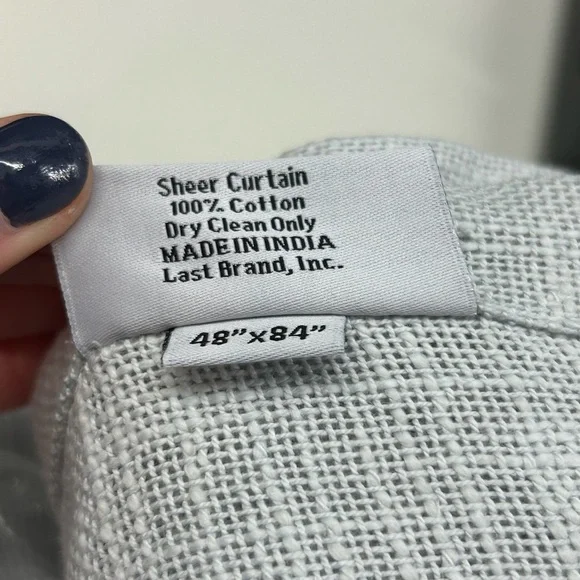 Sheer Curtain
100% Cotton
Dry Clean Only
MADE IN INDIA
Last Brand, Inc.
48"x84"